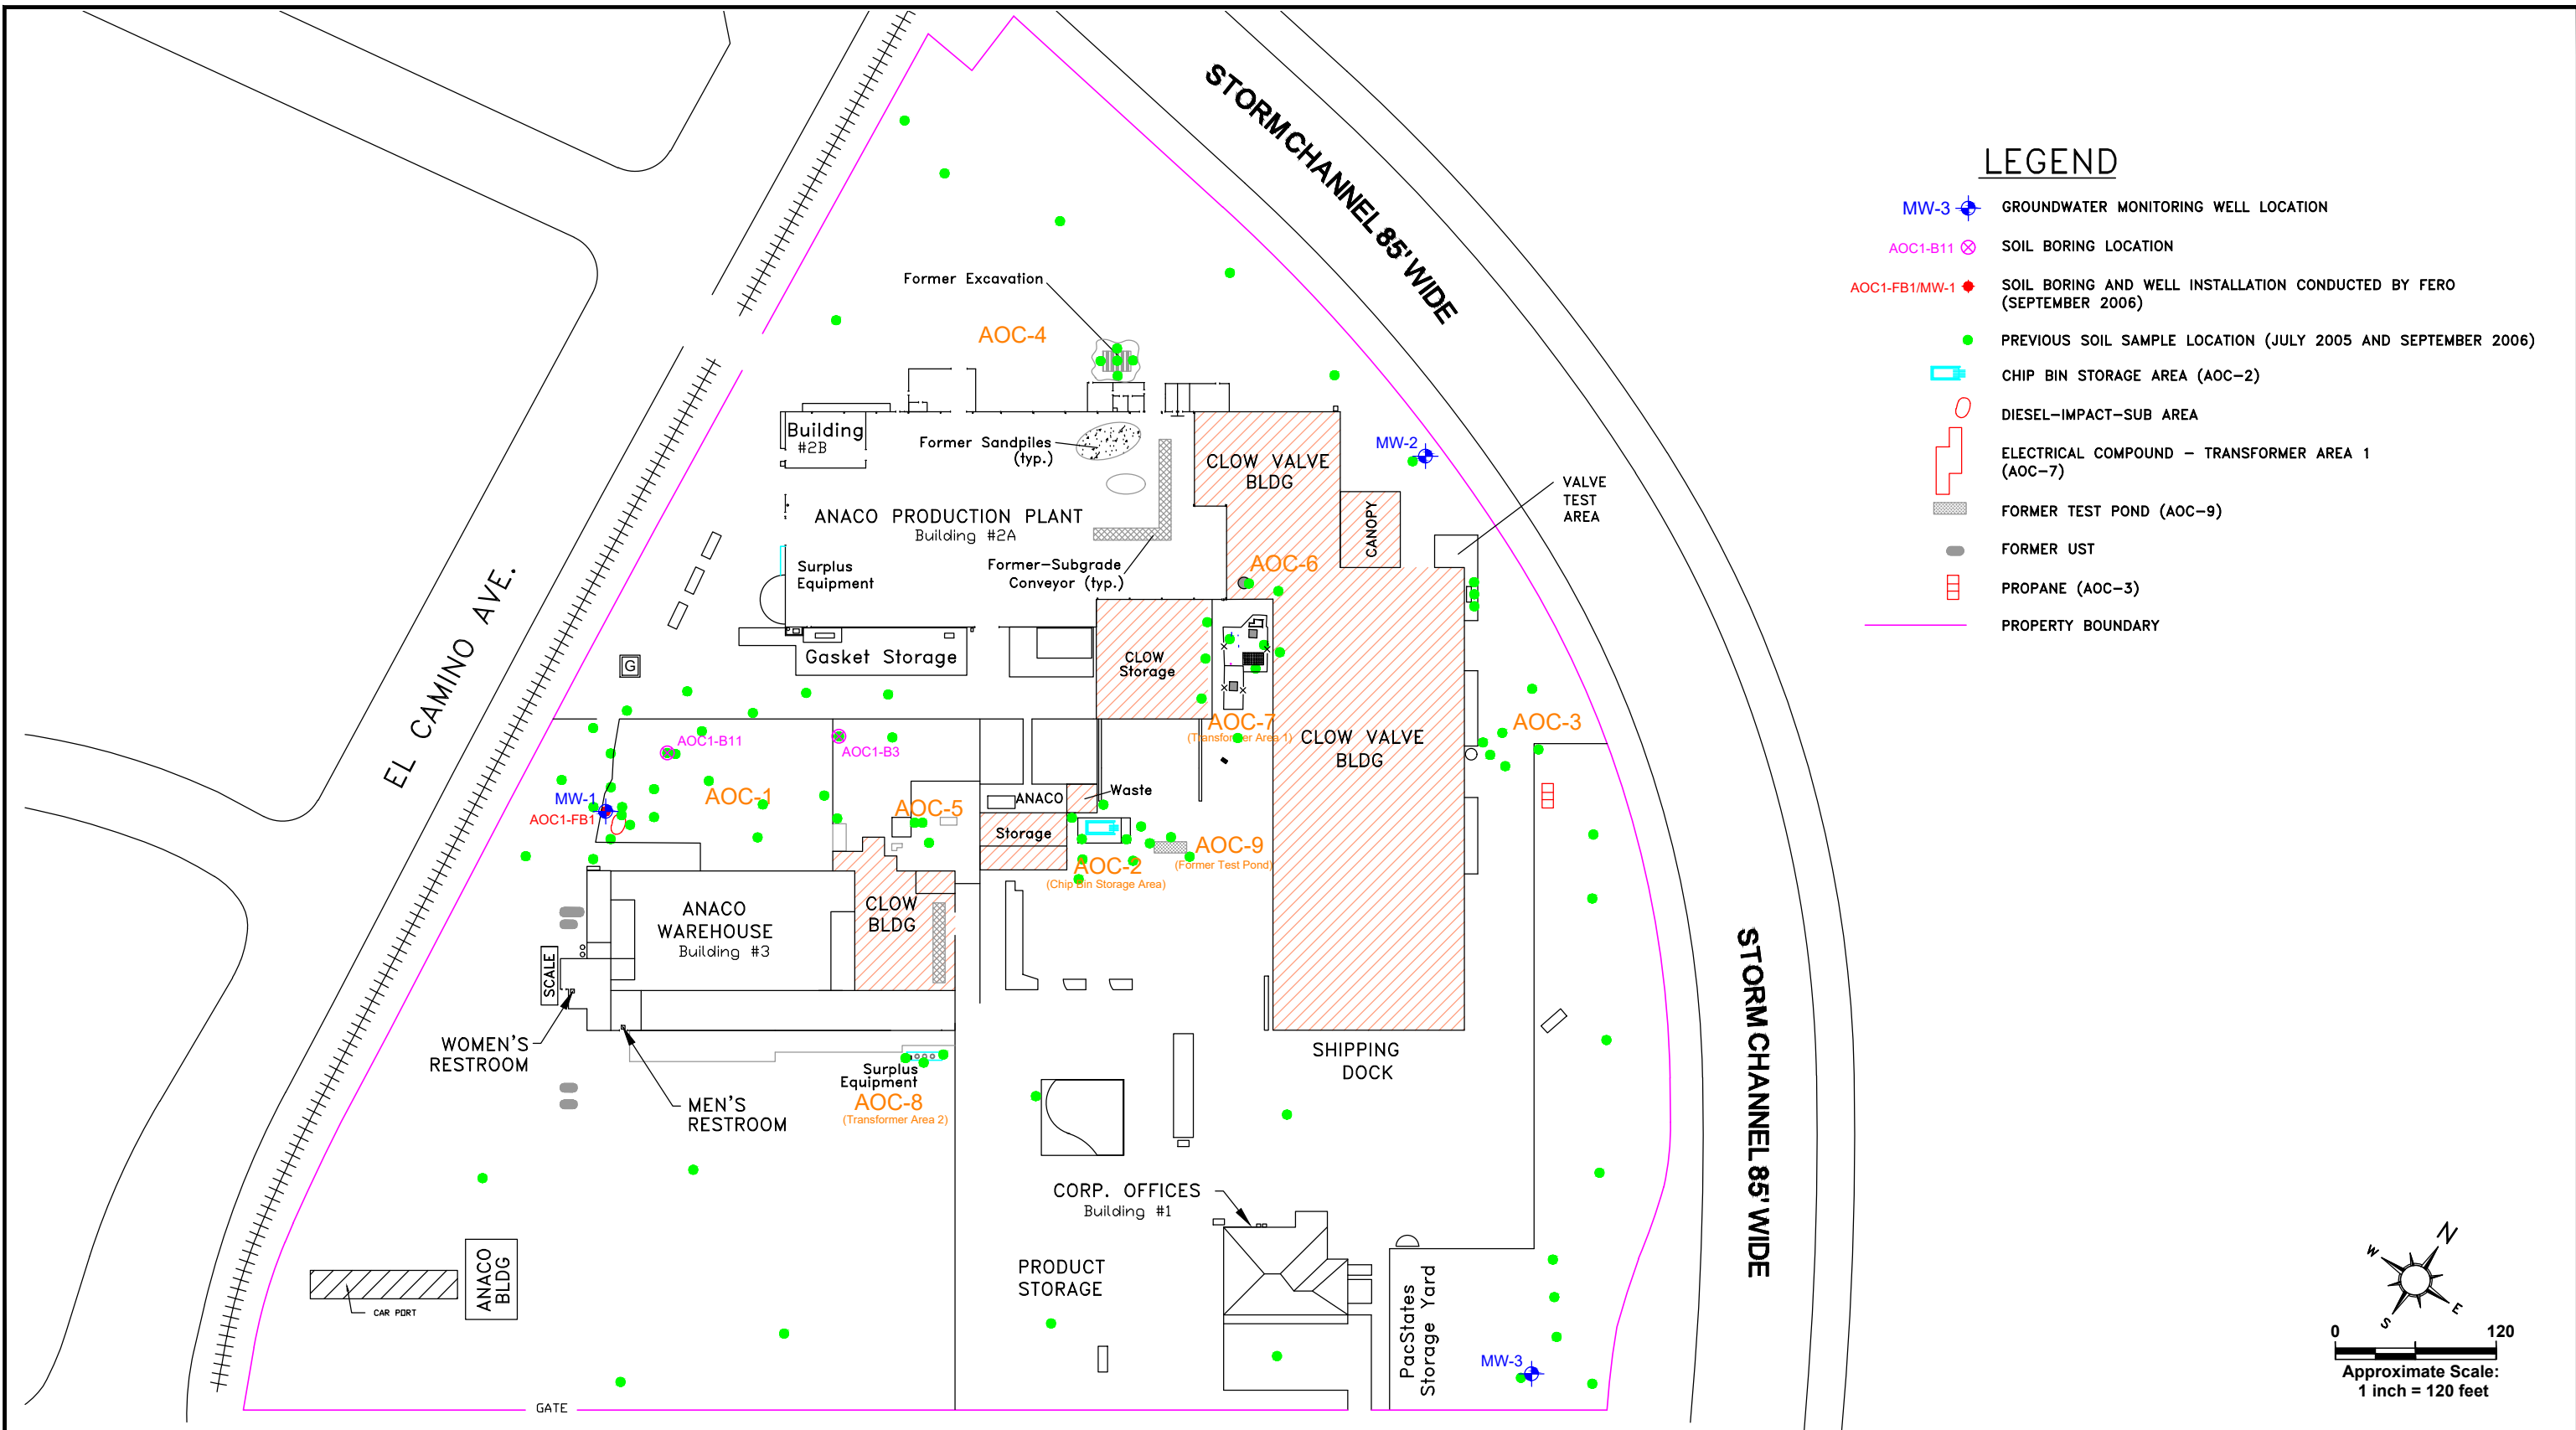 STORM CHANNEL 85' WIDE
LEGEND
MW-3
GROUNDWATER MONITORING WELL LOCATION
AOC1-B11
SOIL BORING LOCATION
AOC1-FB1/MW-1
SOIL BORING AND WELL INSTALLATION CONDUCTED BY FERO
(SEPTEMBER 2006)
PREVIOUS SOIL SAMPLE LOCATION (JULY 2005 AND SEPTEMBER 2006)
CHIP BIN STORAGE AREA (AOC-2)
DIESEL-IMPACT-SUB AREA
ELECTRICAL COMPOUND - TRANSFORMER AREA 1
(AOC-7)
FORMER TEST POND (AOC-9)
FORMER UST
PROPANE (AOC-3)
PROPERTY BOUNDARY
Former Excavation
AOC-4
Building
#2B
Former Sandpiles
(typ.)
CLOW VALVE
BLDG
MW-2
VALVE
TEST
AREA
CANOPY
ANACO PRODUCTION PLANT
Building #2A
Surplus
Equipment
Former-Subgrade
Conveyor (typ.)
AOC-6
EL CAMINO AVE.
G
Gasket Storage
CLOW
Storage
AOC-7
(Transformer Area 1)
CLOW VALVE
BLDG
AOC-3
AOC1-B11
AOC1-B3
MW-1
AOC1-FB1
AOC-1
AOC-5
ANACO
Waste
Storage
AOC-2
(Chip Bin Storage Area)
AOC-9
(Former Test Pond)
ANACO
WAREHOUSE
Building #3
CLOW
BLDG
SCALE
WOMEN'S
RESTROOM
MEN'S
RESTROOM
Surplus
Equipment
AOC-8
(Transformer Area 2)
SHIPPING
DOCK
STORM CHANNEL 85' WIDE
CORP. OFFICES
Building #1
PRODUCT
STORAGE
ANACO
BLDG
CAR PORT
PacStates
Storage Yard
MW-3
GATE
N
W
E
S
0 120
Approximate Scale:
1 inch = 120 feet